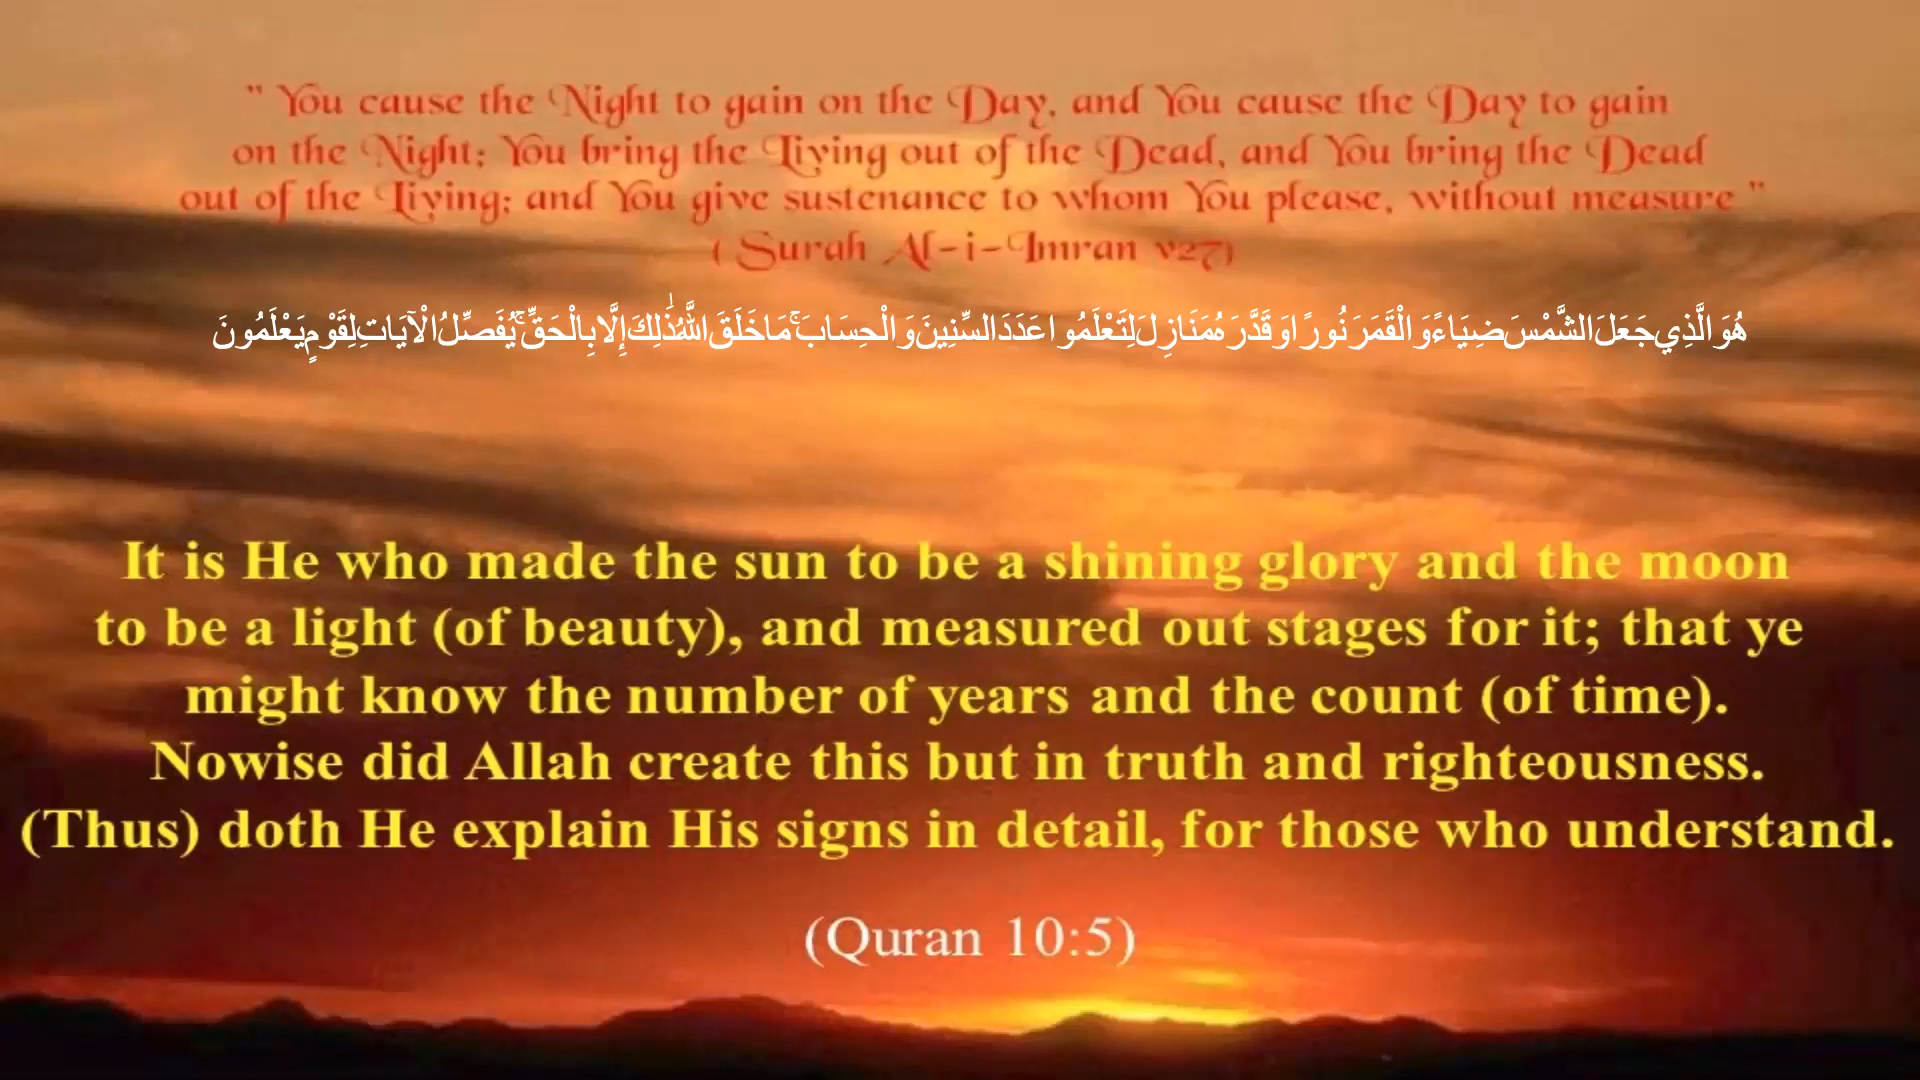 " You cause the Night to gain on the Day, and You cause the Day to gain
on the Night; You bring the Living out of the Dead, and You bring the Dead
out of the Living; and You give sustenance to whom You please, without measure "
( Surah Al-i-Imran v27)
هُوَ الَّذِي جَعَلَ الشَّمْسَ ضِيَاءً وَالْقَمَرَ نُورًا وَقَدَّرَهُ مَنَازِلَ لِتَعْلَمُوا عَدَدَ السِّنِينَ وَالْحِسَابَ ۚ مَا خَلَقَ اللَّهُ ذَٰلِكَ إِلَّا بِالْحَقِّ ۚ يُفَصِّلُ الْآيَاتِ لِقَوْمٍ يَعْلَمُونَ
It is He who made the sun to be a shining glory and the moon
to be a light (of beauty), and measured out stages for it; that ye
might know the number of years and the count (of time).
Nowise did Allah create this but in truth and righteousness.
(Thus) doth He explain His signs in detail, for those who understand.
(Quran 10:5)